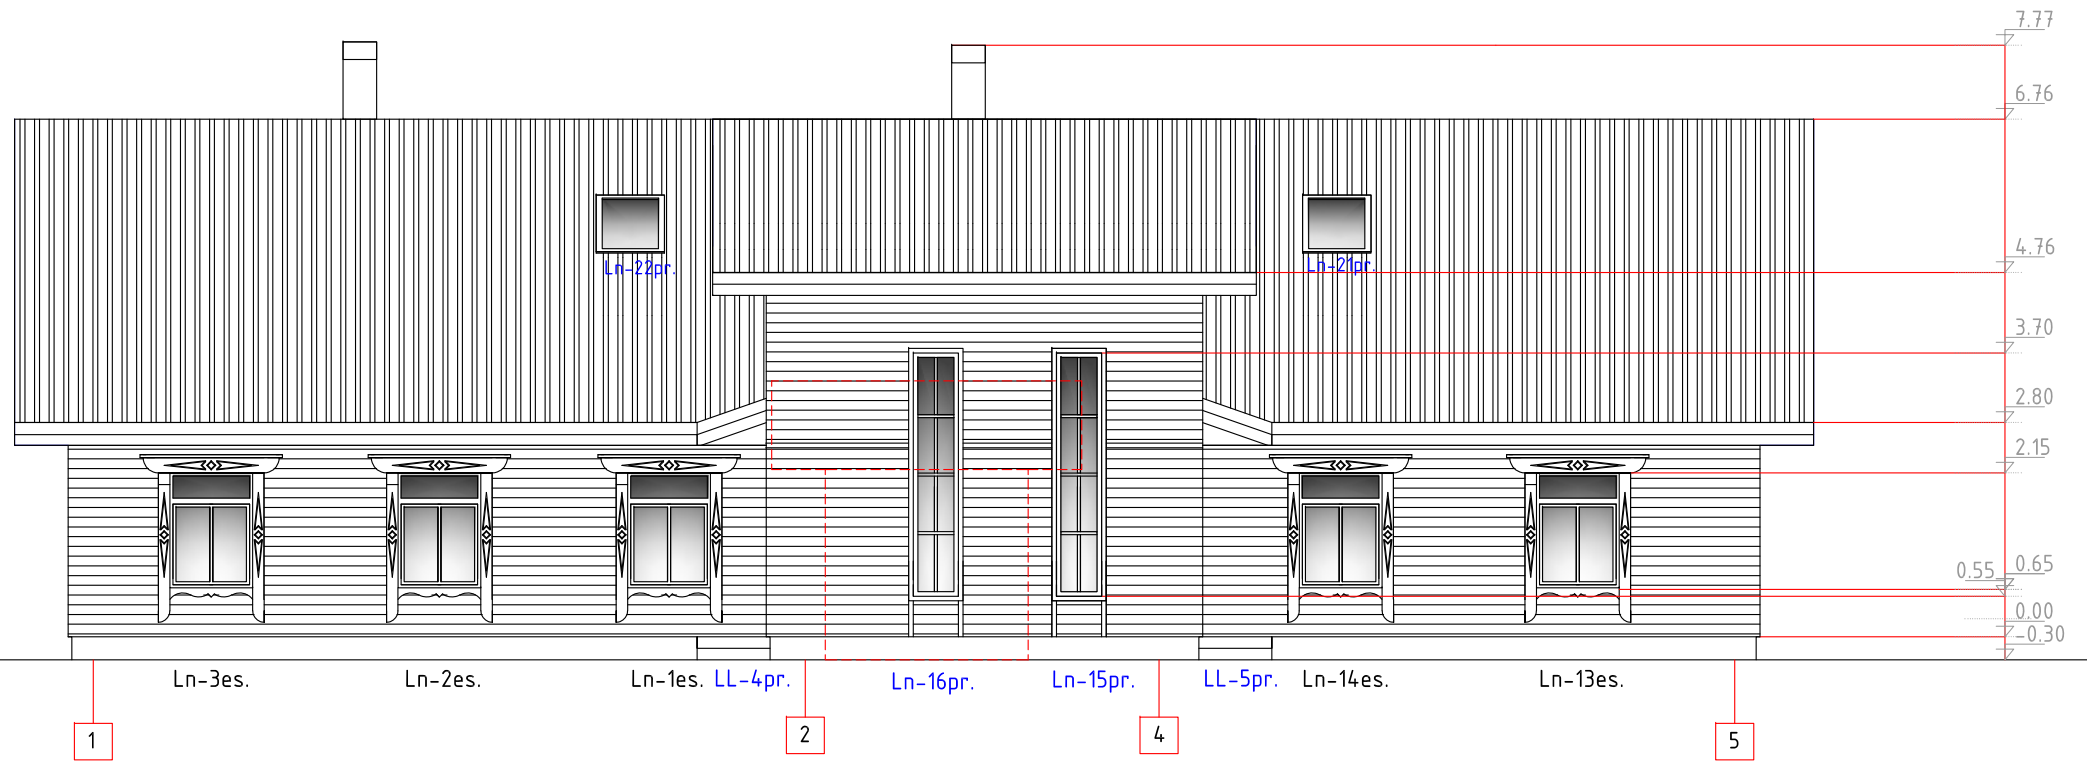 7.77
6.76
4.76
Ln-22pr.
Ln-21pr.
3.70
2.80
2.15
0.55
0.65
0.00
-0.30
Ln-3es.
Ln-2es.
Ln-1es.
LL-4pr.
Ln-16pr.
Ln-15pr.
LL-5pr.
Ln-14es.
Ln-13es.
1
2
4
5